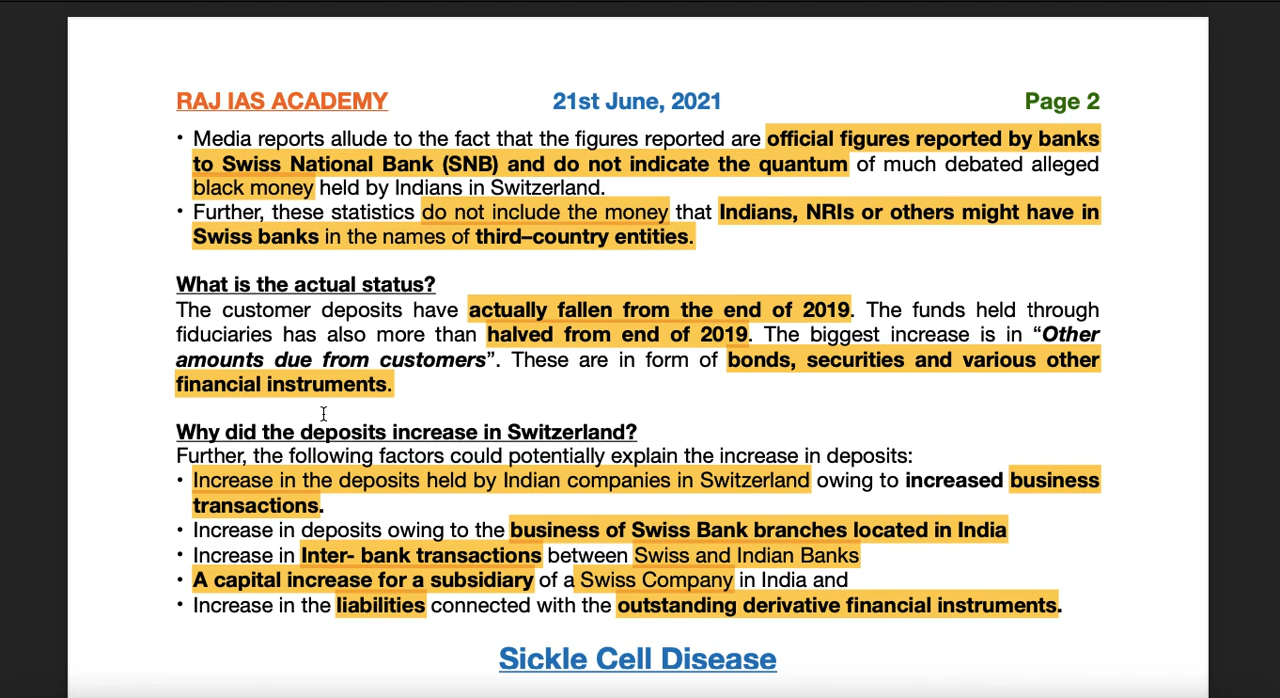 RAJ IAS ACADEMY 21st June, 2021 Page 2
• Media reports allude to the fact that the figures reported are official figures reported by banks
to Swiss National Bank (SNB) and do not indicate the quantum of much debated alleged
black money held by Indians in Switzerland.
• Further, these statistics do not include the money that Indians, NRIs or others might have in
Swiss banks in the names of third–country entities.
What is the actual status?
The customer deposits have actually fallen from the end of 2019. The funds held through
fiduciaries has also more than halved from end of 2019. The biggest increase is in “Other
amounts due from customers”. These are in form of bonds, securities and various other
financial instruments.
Why did the deposits increase in Switzerland?
Further, the following factors could potentially explain the increase in deposits:
• Increase in the deposits held by Indian companies in Switzerland owing to increased business
transactions.
• Increase in deposits owing to the business of Swiss Bank branches located in India
• Increase in Inter- bank transactions between Swiss and Indian Banks
• A capital increase for a subsidiary of a Swiss Company in India and
• Increase in the liabilities connected with the outstanding derivative financial instruments.
Sickle Cell Disease